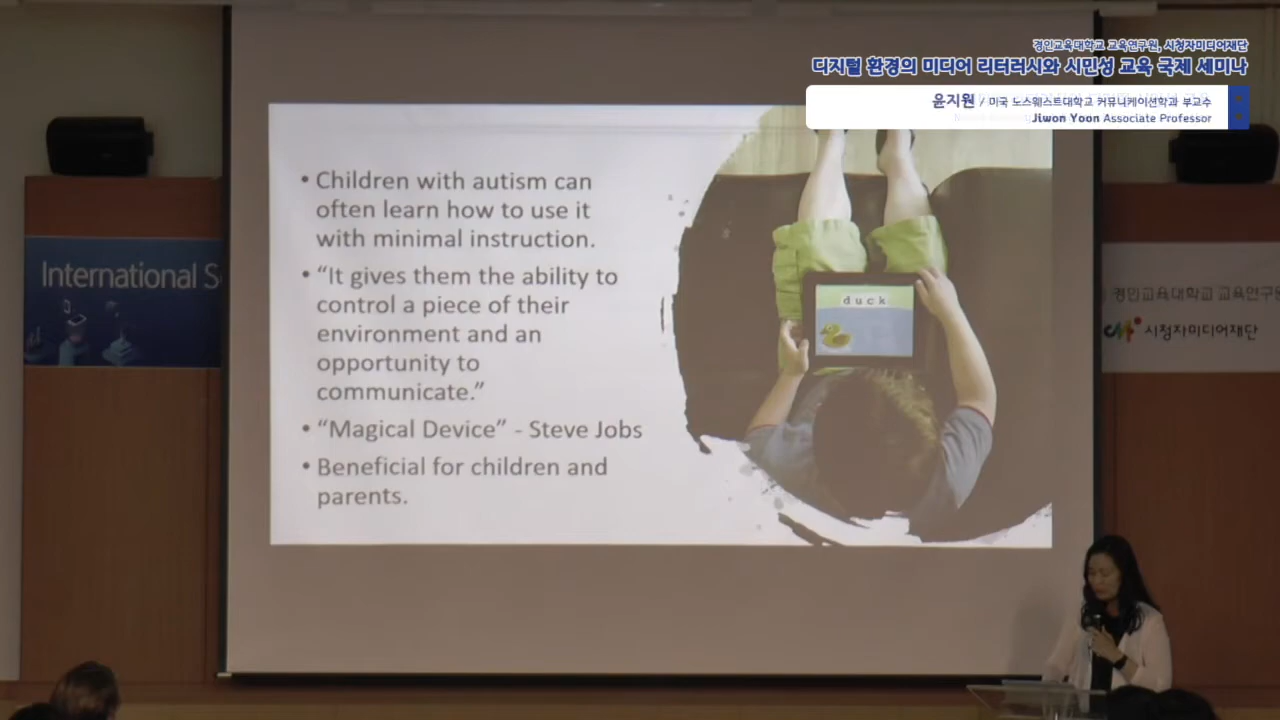 경인교육대학교 교육연구원, 시청자미디어재단
디지털 환경의 미디어 리터러시와 시민성 교육 국제 세미나
윤지원 / 미국 노스웨스트대학교 커뮤니케이션학과 부교수
Jiwon Yoon Associate Professor
• Children with autism can
often learn how to use it
with minimal instruction.
• “It gives them the ability to
control a piece of their
environment and an
opportunity to
communicate.”
• “Magical Device” - Steve Jobs
• Beneficial for children and
parents.
duck
International S
경인교육대학교 교육연구
시청자미디어재단